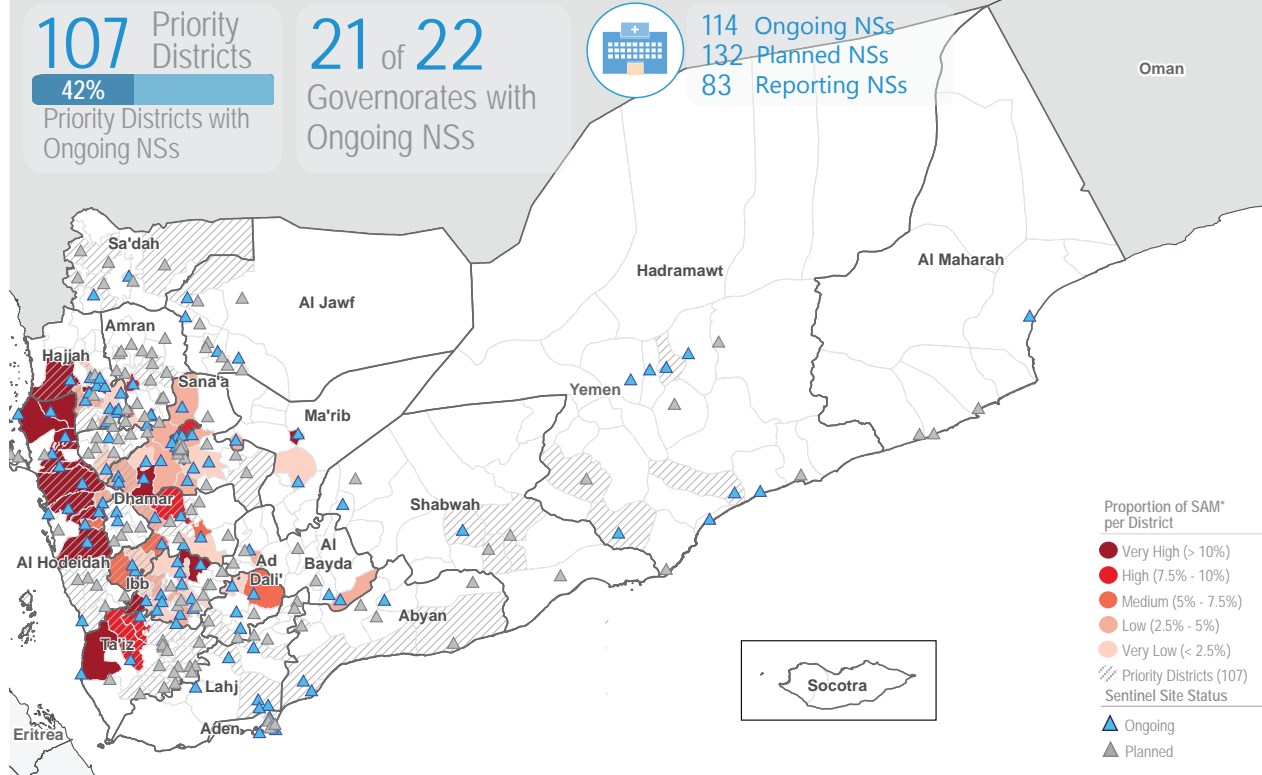 107 Priority
Districts
42%
Priority Districts with
Ongoing NSs
21 of 22
Governorates with
Ongoing NSs
114 Ongoing NSs
132 Planned NSs
83 Reporting NSs
Oman
Sa'dah
Al Jawf
Hadramawt
Al Maharah
Amran
Hajjah
Sana'a
Yemen
Ma'rib
Dhamar
Shabwah
Al Hodeidah
Ibb
Ad
Dali'
Al
Bayda
Abyan
Ta'iz
Lahj
Aden
Socotra
Eritrea
Proportion of SAM*
per District
Very High (> 10%)
High (7.5% - 10%)
Medium (5% - 7.5%)
Low (2.5% - 5%)
Very Low (< 2.5%)
Priority Districts (107)
Sentinel Site Status
Ongoing
Planned